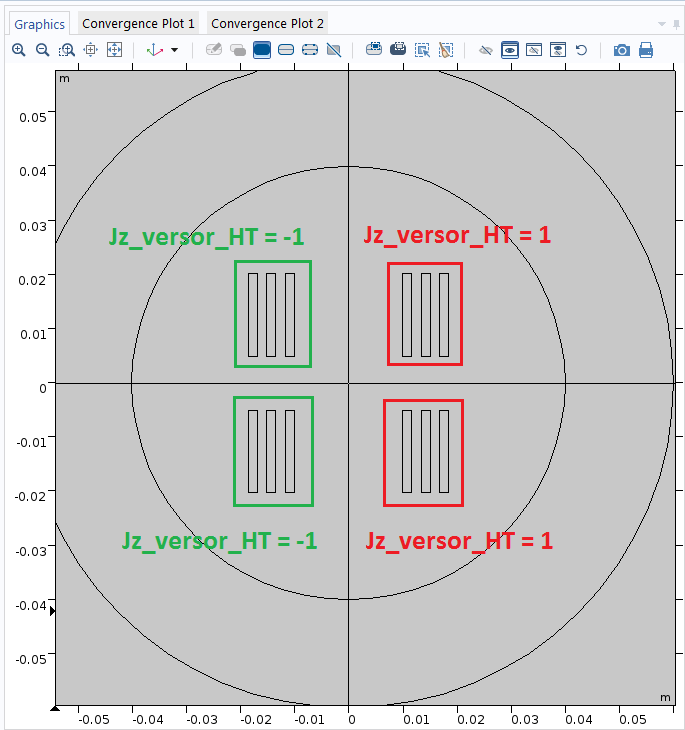 Graphics Convergence Plot 1 Convergence Plot 2
m
0.05
0.04
0.03
Jz_versor_HT = -1 Jz_versor_HT = 1
0.02
0.01
0
-0.01
-0.02
Jz_versor_HT = -1 Jz_versor_HT = 1
-0.03
-0.04
-0.05
m
-0.05 -0.04 -0.03 -0.02 -0.01 0 0.01 0.02 0.03 0.04 0.05